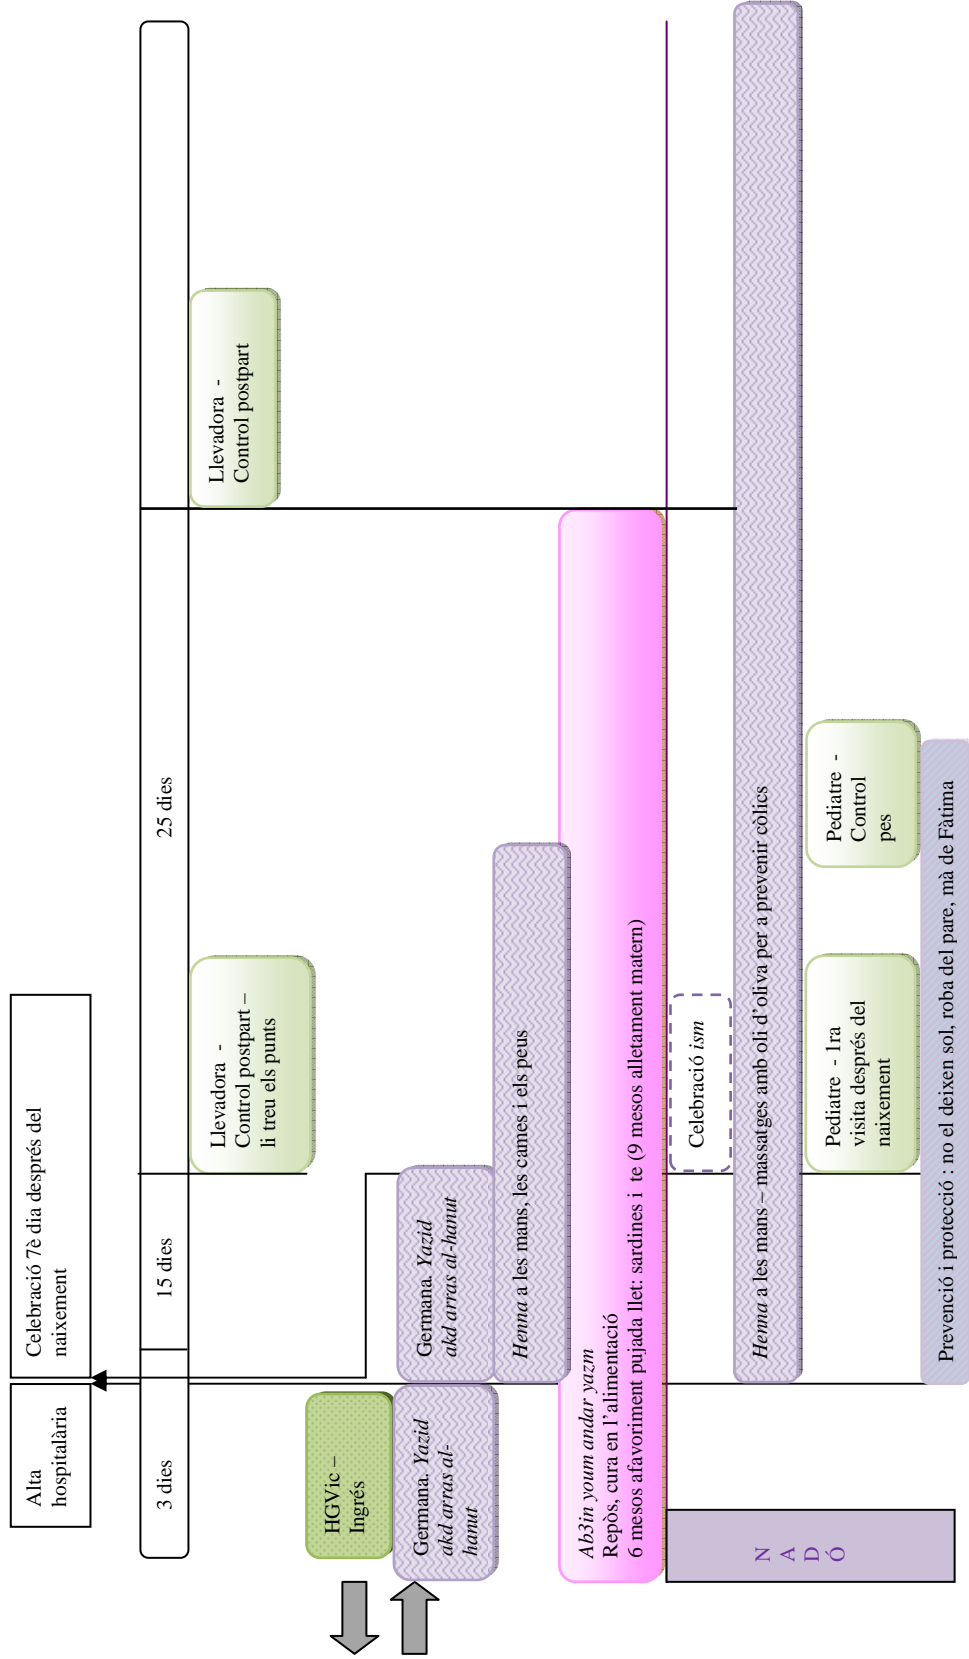 Alta
hospitalària
Celebració 7è dia després del
naixement
3 dies
15 dies
25 dies
Llevadora -
Control postpart –
li treu els punts
Llevadora -
Control postpart
HGVic –
Ingrés
Germana. Yazid
akd arras al-
hanut
Germana. Yazid
akd arras al-hanut
Henna a les mans, les cames i els peus
Ab3in youm andar yazm
Repòs, cura en l’alimentació
6 mesos afavoriment pujada llet: sardines i te (9 mesos alletament matern)
N
A
D
Ó
Celebració ism
Henna a les mans – massatges amb oli d’oliva per a prevenir còlics
Pediatre - 1ra
visita després del
naixement
Pediatre -
Control
pes
Prevenció i protecció : no el deixen sol, roba del pare, mà de Fàtima